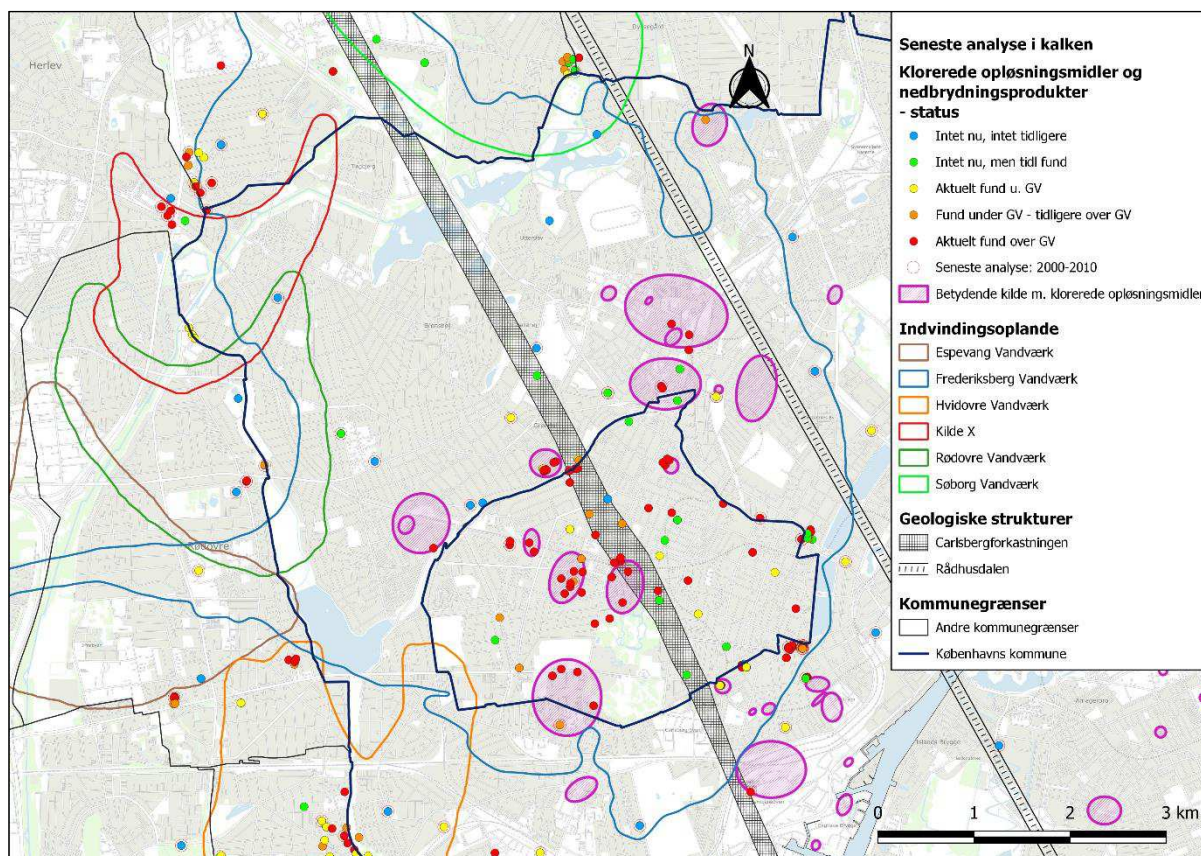 Herlev
N
Rødovre
Seneste analyse i kalken
Klorerede opløsningsmidler og
nedbrydningsprodukter
- status
Intet nu, intet tidligere
Intet nu, men tidl fund
Aktuelt fund u. GV
Fund under GV - tidligere over GV
Aktuelt fund over GV
Seneste analyse: 2000-2010
Betydende kilde m. klorerede opløsningsmidler
Indvindingsoplande
Espevang Vandværk
Frederiksberg Vandværk
Hvidovre Vandværk
Kilde X
Rødovre Vandværk
Søborg Vandværk
Geologiske strukturer
Carlsbergforkastningen
Rådhusdalen
Kommunegrænser
Andre kommunegrænser
Københavns kommune
0 1 2 3 km